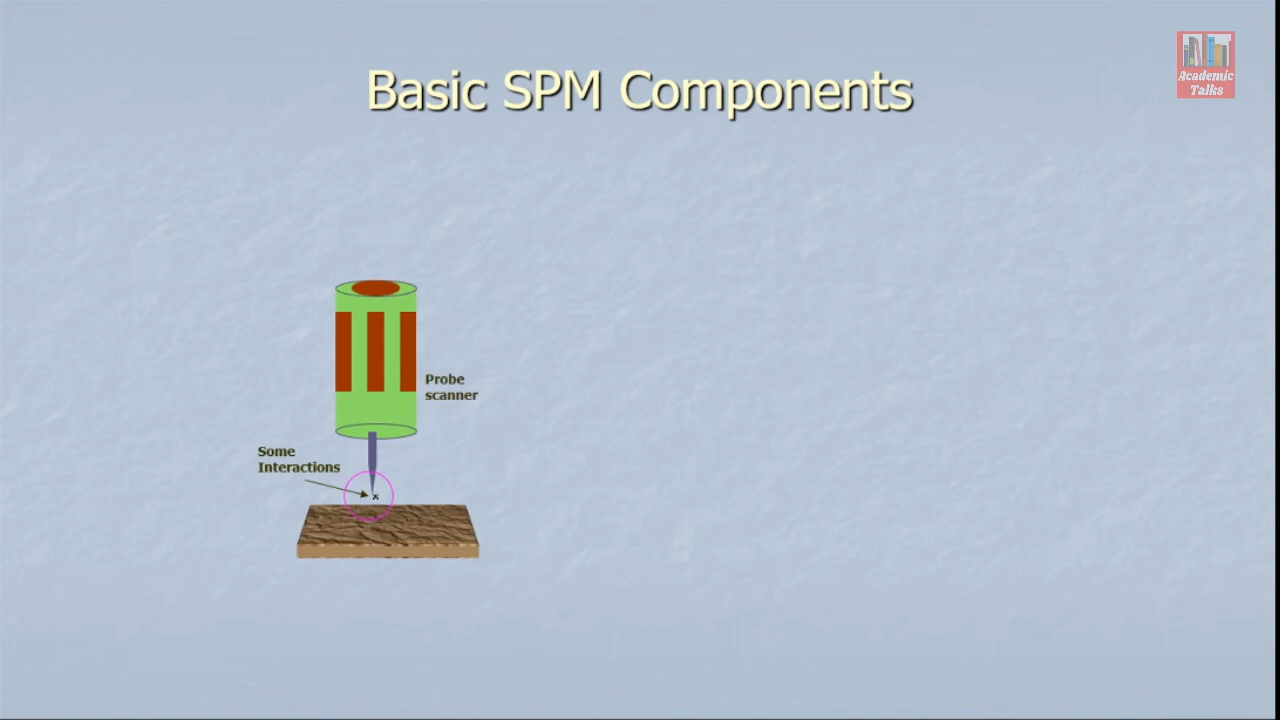 Basic SPM Components
Academic
Talks
Probe
scanner
Some
Interactions